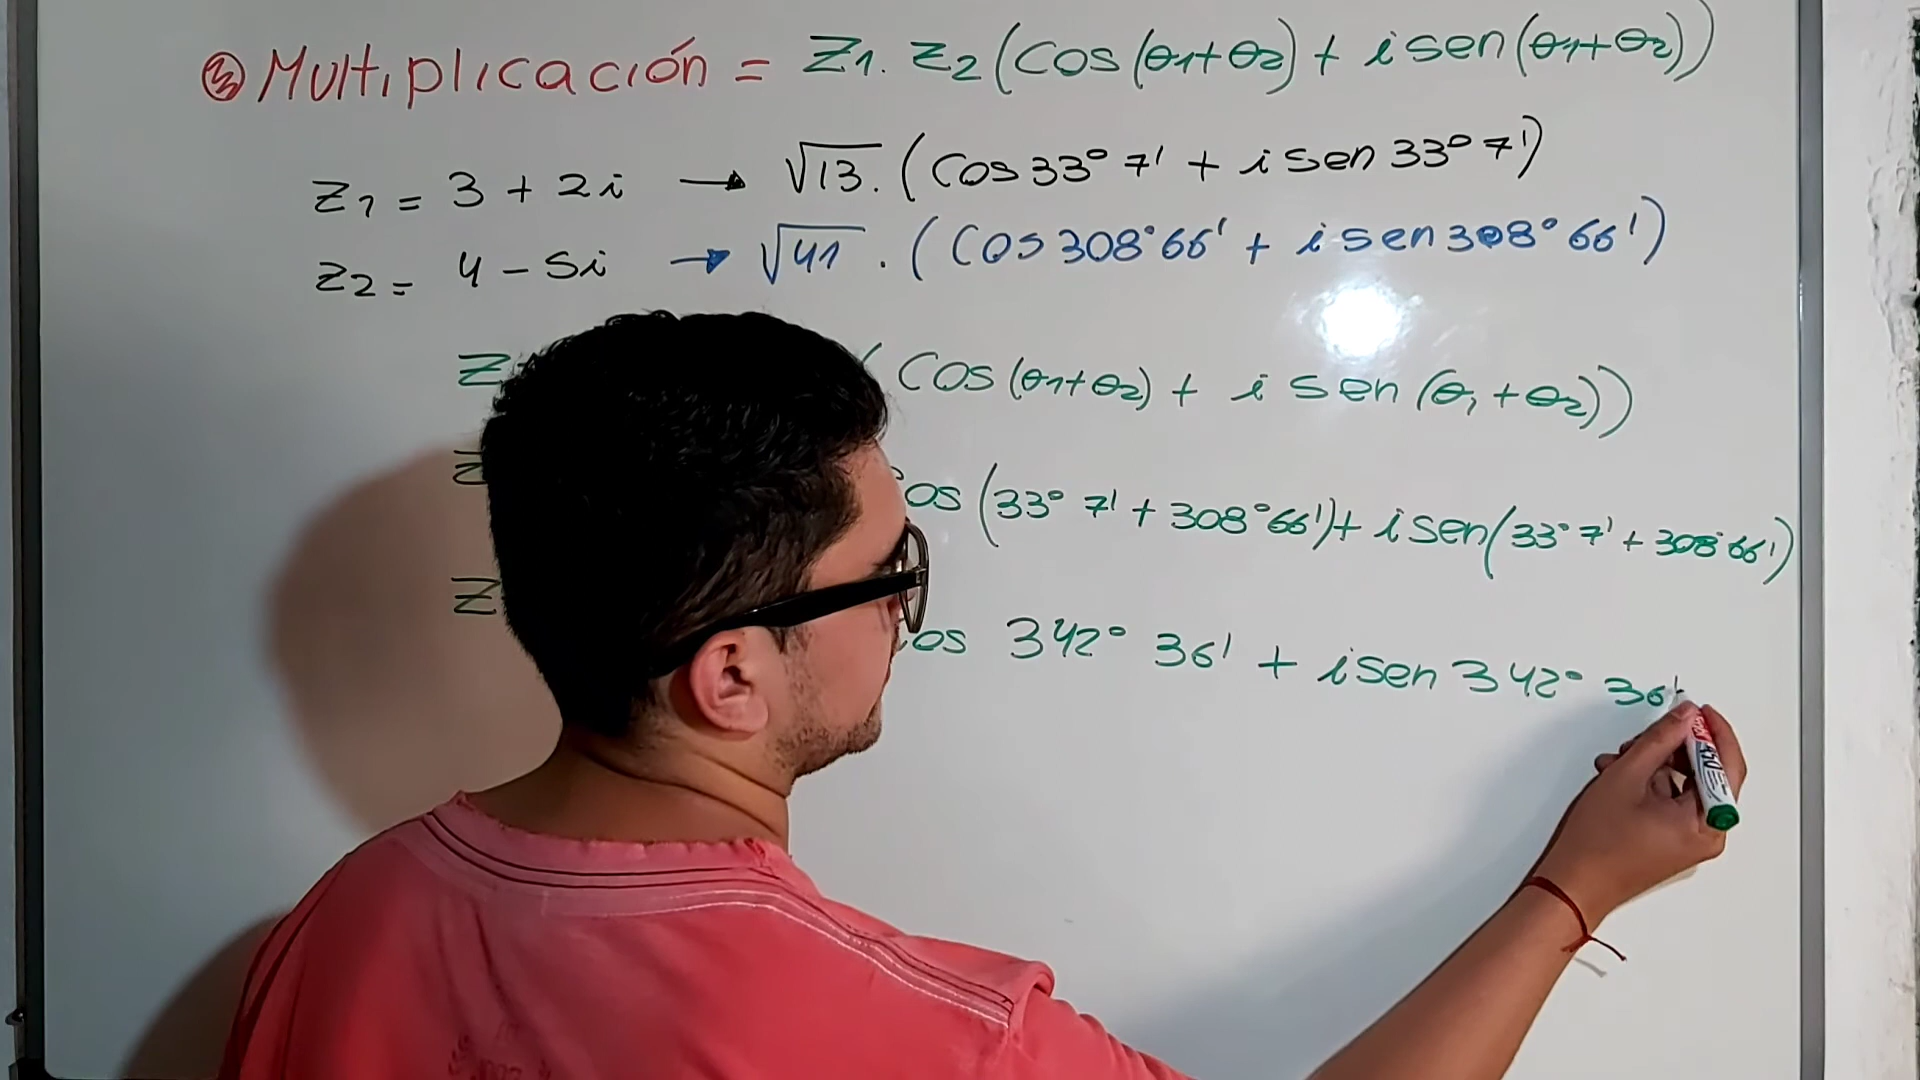 ③ Multiplicación = Z1. Z2 (Cos (θ1+θ2) + i sen (θ1+θ2))
Z1 = 3 + 2i → √13. (Cos 33° 7' + i sen 33° 7')
Z2 = 4 - 5i → √41 . (Cos 308° 66' + i sen 308° 66')
Z ( Cos (θ1+θ2) + i sen (θ1 + θ2))
Z os (33° 7' + 308° 66') + i sen (33° 7' + 308° 66')
Z os 342° 36' + i sen 342° 36'